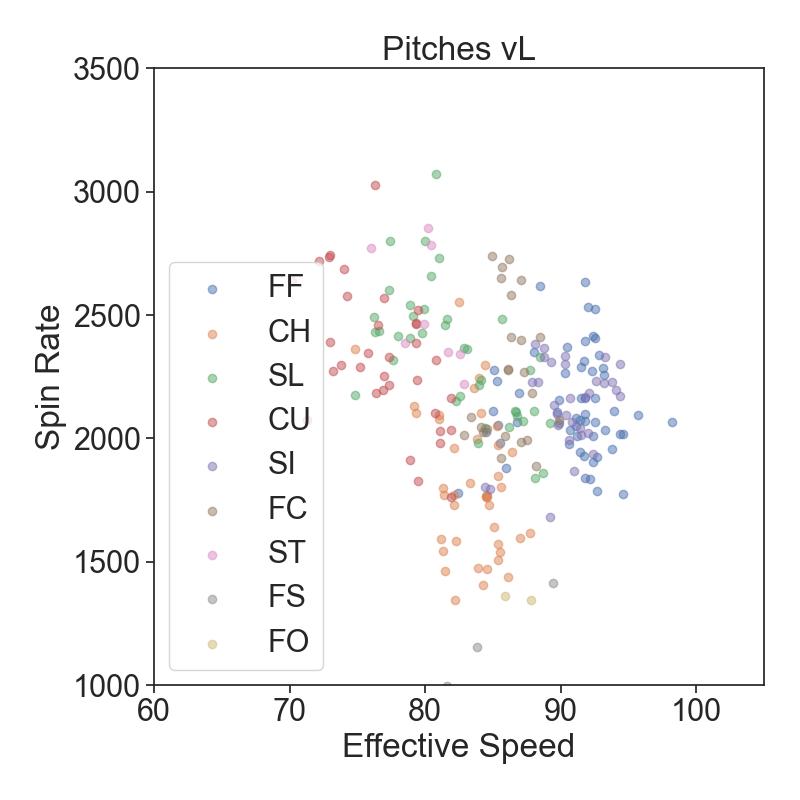 Pitches vL
3500
3000
2500
2000
1500
1000
Spin Rate
FF
CH
SL
CU
SI
FC
ST
FS
FO
60
70
80
90
100
Effective Speed